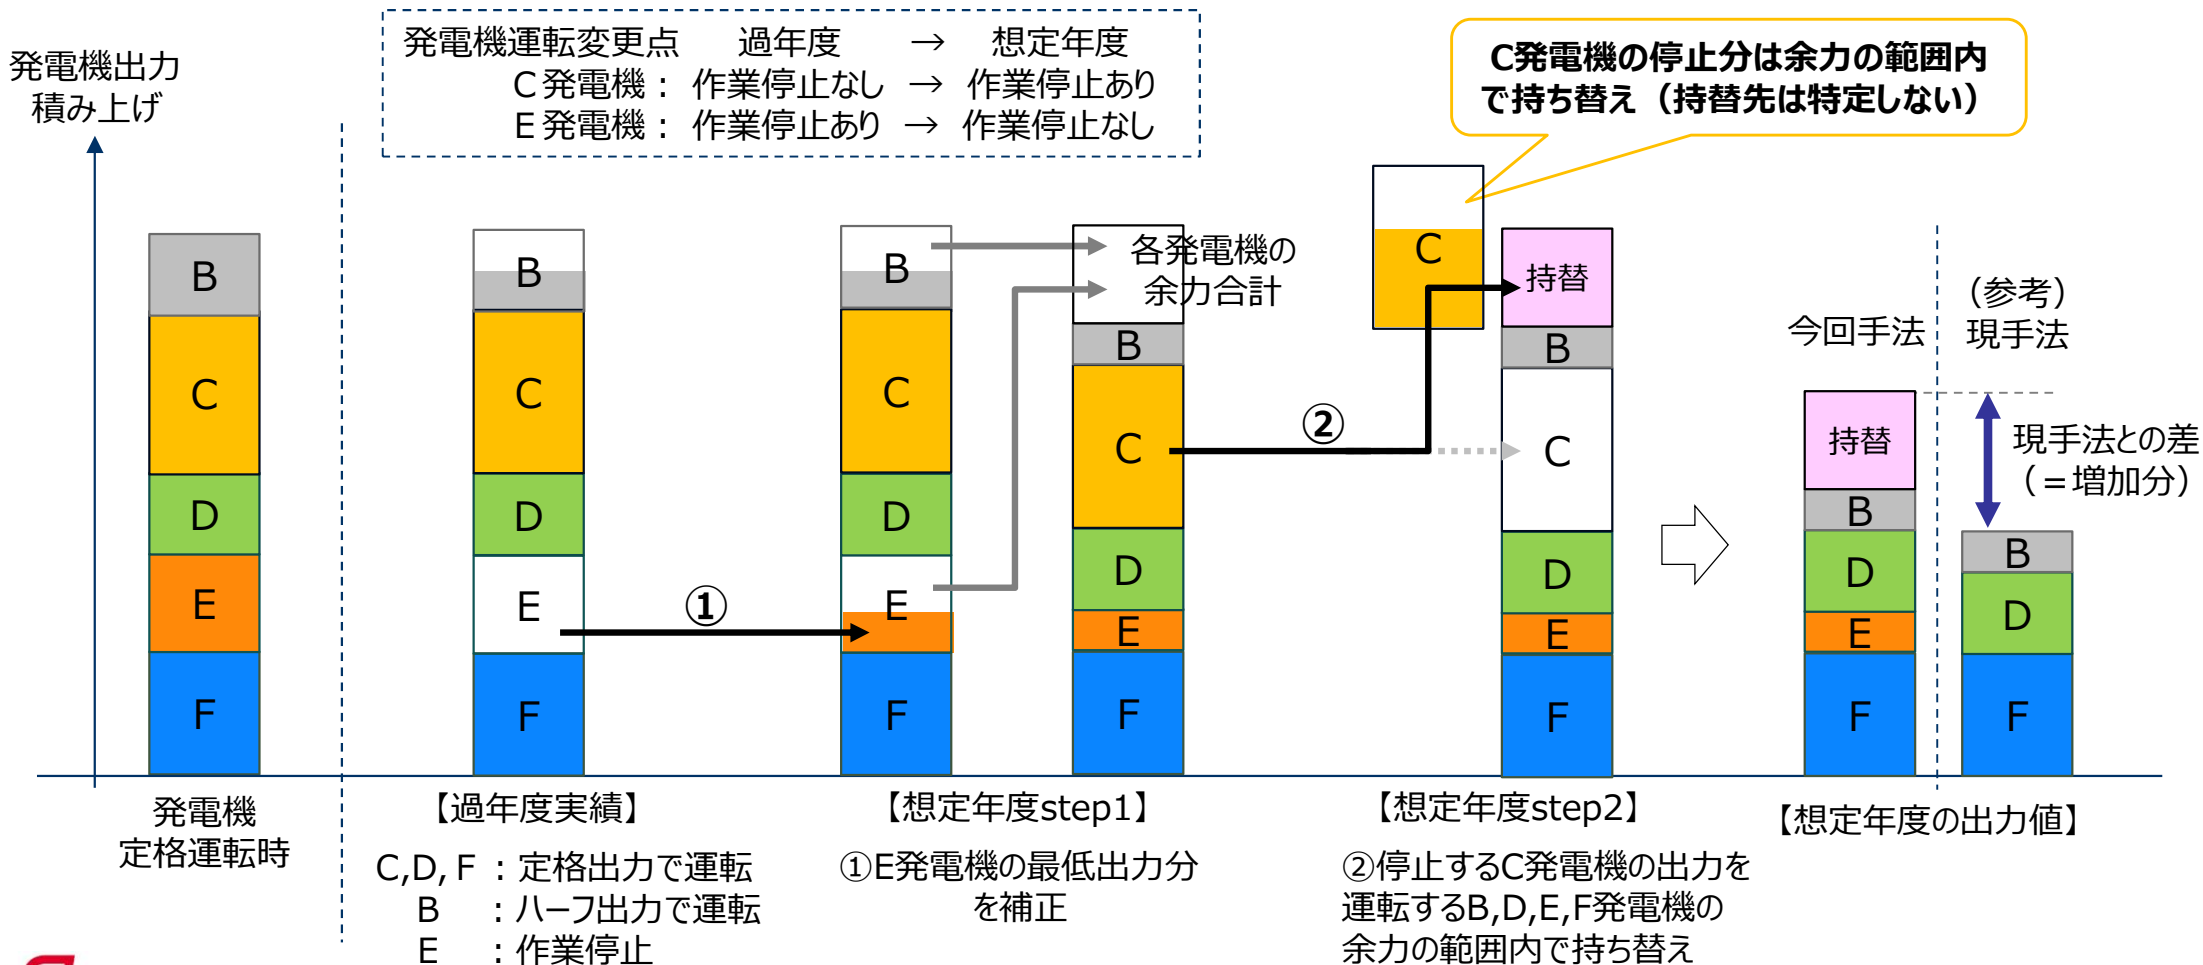 発電機運転変更点 過年度 → 想定年度
C発電機： 作業停止なし → 作業停止あり
E発電機： 作業停止あり → 作業停止なし
C発電機の停止分は余力の範囲内
で持ち替え（持替先は特定しない）
発電機出力
積み上げ
B
C
D
E
F
B
C
D
E
F
①
B
C
D
E
F
各発電機の
余力合計
B
C
D
E
F
②
C
持替
B
C
D
E
F
今回手法
持替
B
D
E
F
（参考）
現手法
現手法との差
（＝増加分）
B
D
F
発電機
定格運転時
【過年度実績】
C,D,F：定格出力で運転
B ：ハーフ出力で運転
E ：作業停止
【想定年度step1】
①E発電機の最低出力分
を補正
【想定年度step2】
②停止するC発電機の出力を
運転するB,D,E,F発電機の
余力の範囲内で持ち替え
【想定年度の出力値】